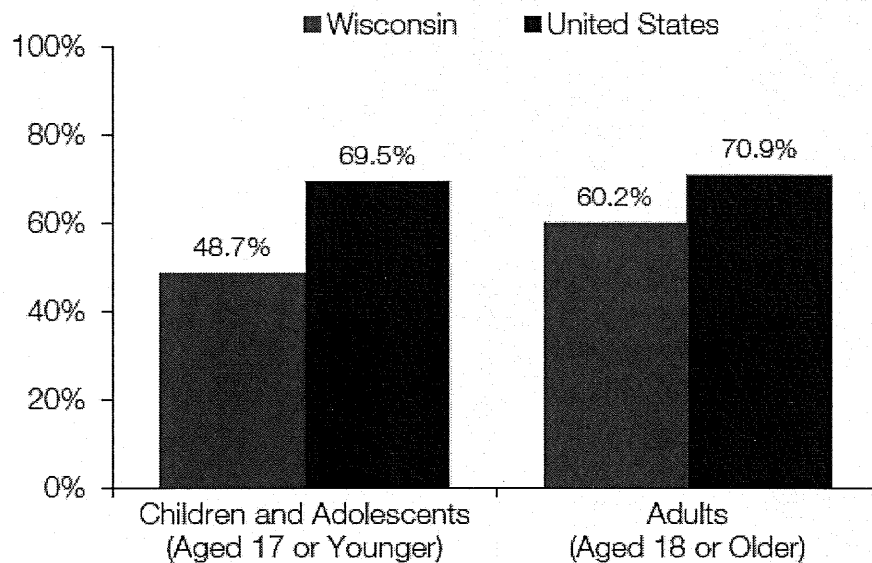 Wisconsin United States
100%
80%
60%
40%
20%
0%
48.7%
69.5%
60.2%
70.9%
Children and Adolescents
(Aged 17 or Younger)
Adults
(Aged 18 or Older)